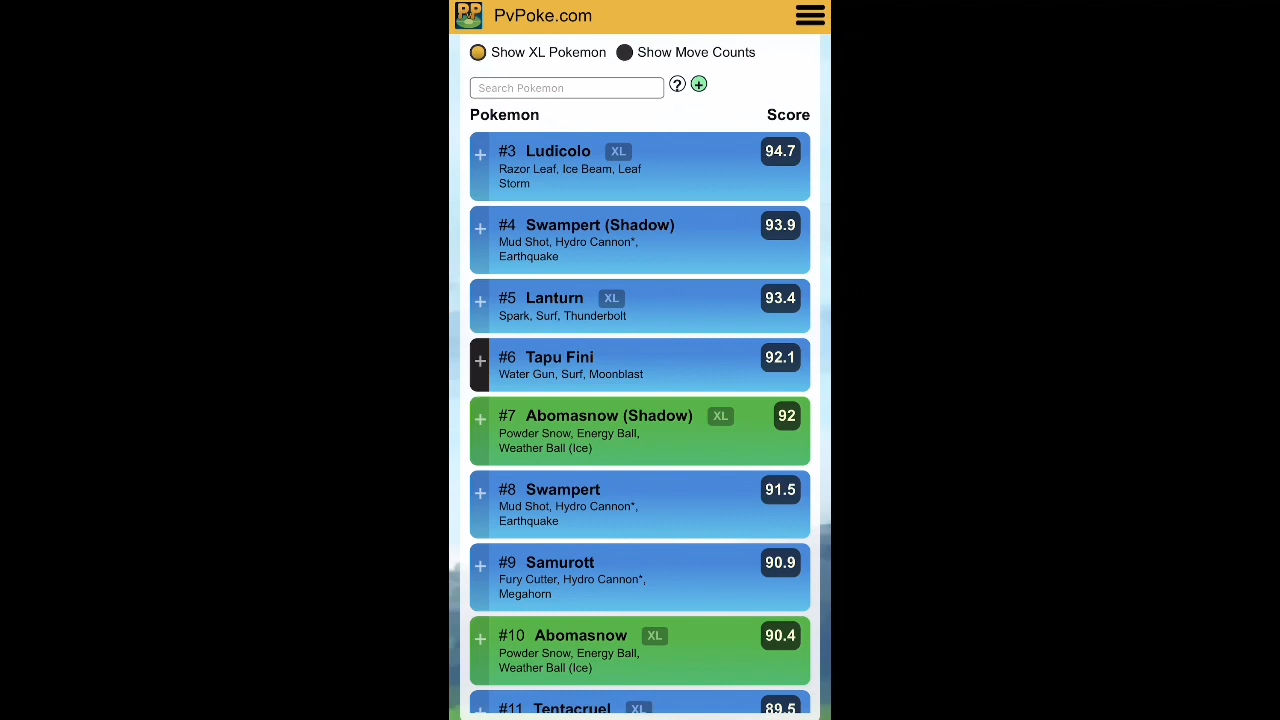 PvPoke.com
Show XL Pokemon Show Move Counts
Search Pokemon ? +
Pokemon Score
+ #3 Ludicolo XL 94.7
Razor Leaf, Ice Beam, Leaf
Storm
+ #4 Swampert (Shadow) 93.9
Mud Shot, Hydro Cannon*,
Earthquake
+ #5 Lanturn XL 93.4
Spark, Surf, Thunderbolt
+ #6 Tapu Fini 92.1
Water Gun, Surf, Moonblast
+ #7 Abomasnow (Shadow) XL 92
Powder Snow, Energy Ball,
Weather Ball (Ice)
+ #8 Swampert 91.5
Mud Shot, Hydro Cannon*,
Earthquake
+ #9 Samurott 90.9
Fury Cutter, Hydro Cannon*,
Megahorn
+ #10 Abomasnow XL 90.4
Powder Snow, Energy Ball,
Weather Ball (Ice)
+ #11 Tentacruel XL 89.5